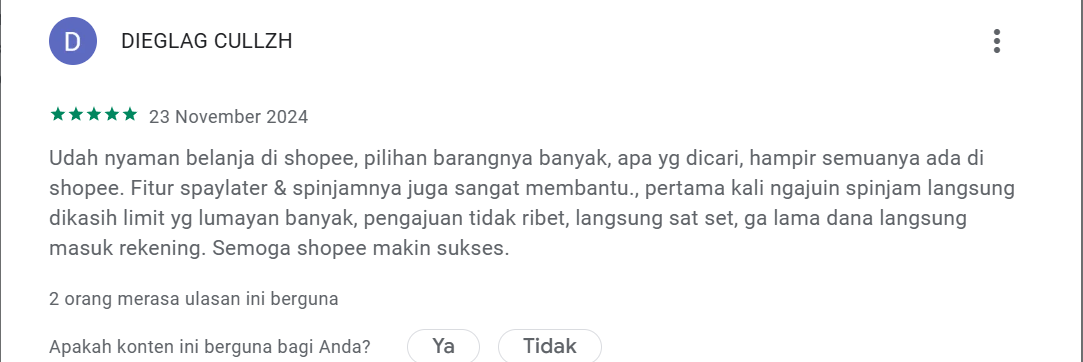 D
DIEGLAG CULLZH
23 November 2024
Udah nyaman belanja di shopee, pilihan barangnya banyak, apa yg dicari, hampir semuanya ada di
shopee. Fitur spaylater & spinjamnya juga sangat membantu., pertama kali ngajuin spinjam langsung
dikasih limit yg lumayan banyak, pengajuan tidak ribet, langsung sat set, ga lama dana langsung
masuk rekening. Semoga shopee makin sukses.
2 orang merasa ulasan ini berguna
Apakah konten ini berguna bagi Anda? Ya Tidak